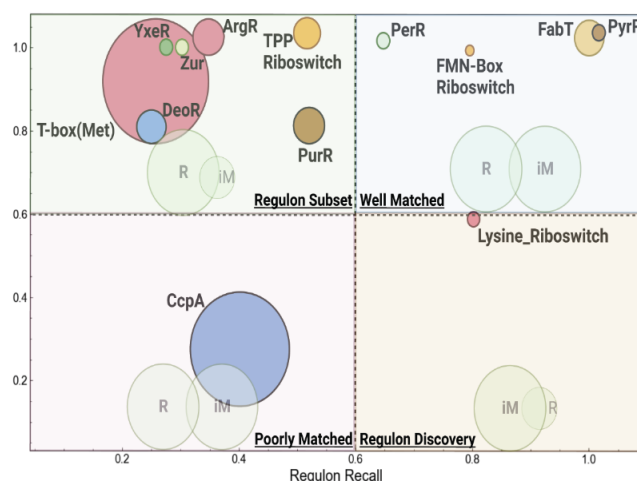 YxeR
ArgR
TPP
Riboswitch
Zur
DeoR
T-box(Met)
PurR
R
iM
Regulon Subset
PerR
FMN-Box
Riboswitch
FabT
PyrR
R
iM
Well Matched
CcpA
R
iM
Poorly Matched
Lysine_Riboswitch
iM
R
Regulon Discovery
1.0
0.8
0.6
0.4
0.2
0.2
0.4
0.6
0.8
1.0
Regulon Recall